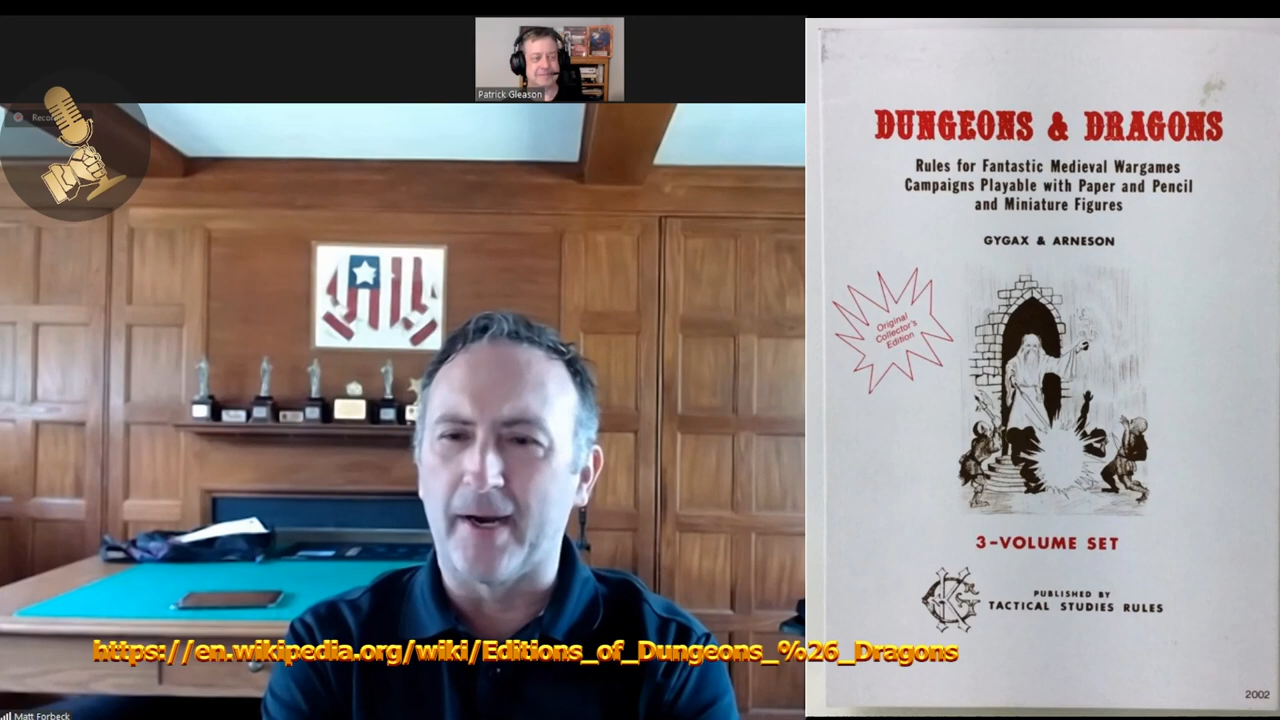 Patrick Gleason
Reco
DUNGEONS & DRAGONS
Rules for Fantastic Medieval Wargames
Campaigns Playable with Paper and Pencil
and Miniature Figures
GYGAX & ARNESON
Original
Collector's
Edition
3-VOLUME SET
PUBLISHED BY
TACTICAL STUDIES RULES
https://en.wikipedia.org/wiki/Editions_of_Dungeons_%26_Dragons
2002
Matt Forbeck